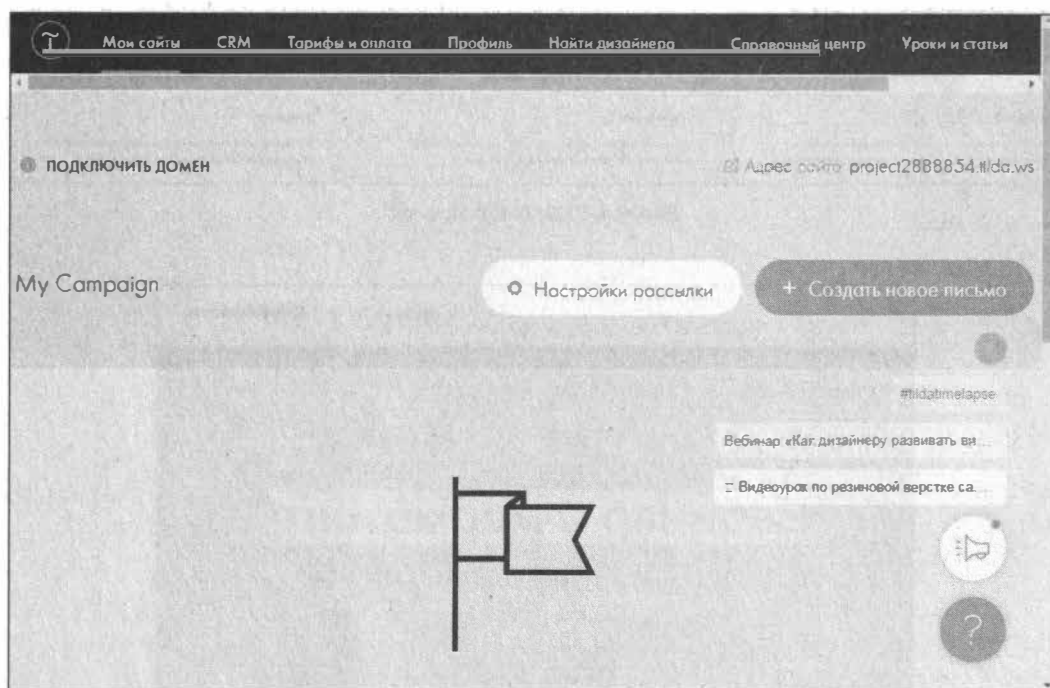 Мои сайты CRM Тарифы и оплата Профиль Найти дизайнера Справочный центр Уроки и статьи
ПОДКЛЮЧИТЬ ДОМЕН
Адрес сайта: project2888854.tilda.ws
My Campaign
Настройки рассылки
+ Создать новое письмо
#tildatimelapse
Вебинар «Как дизайнеру развивать ви...
Видеоурок по резиновой верстке са...
?